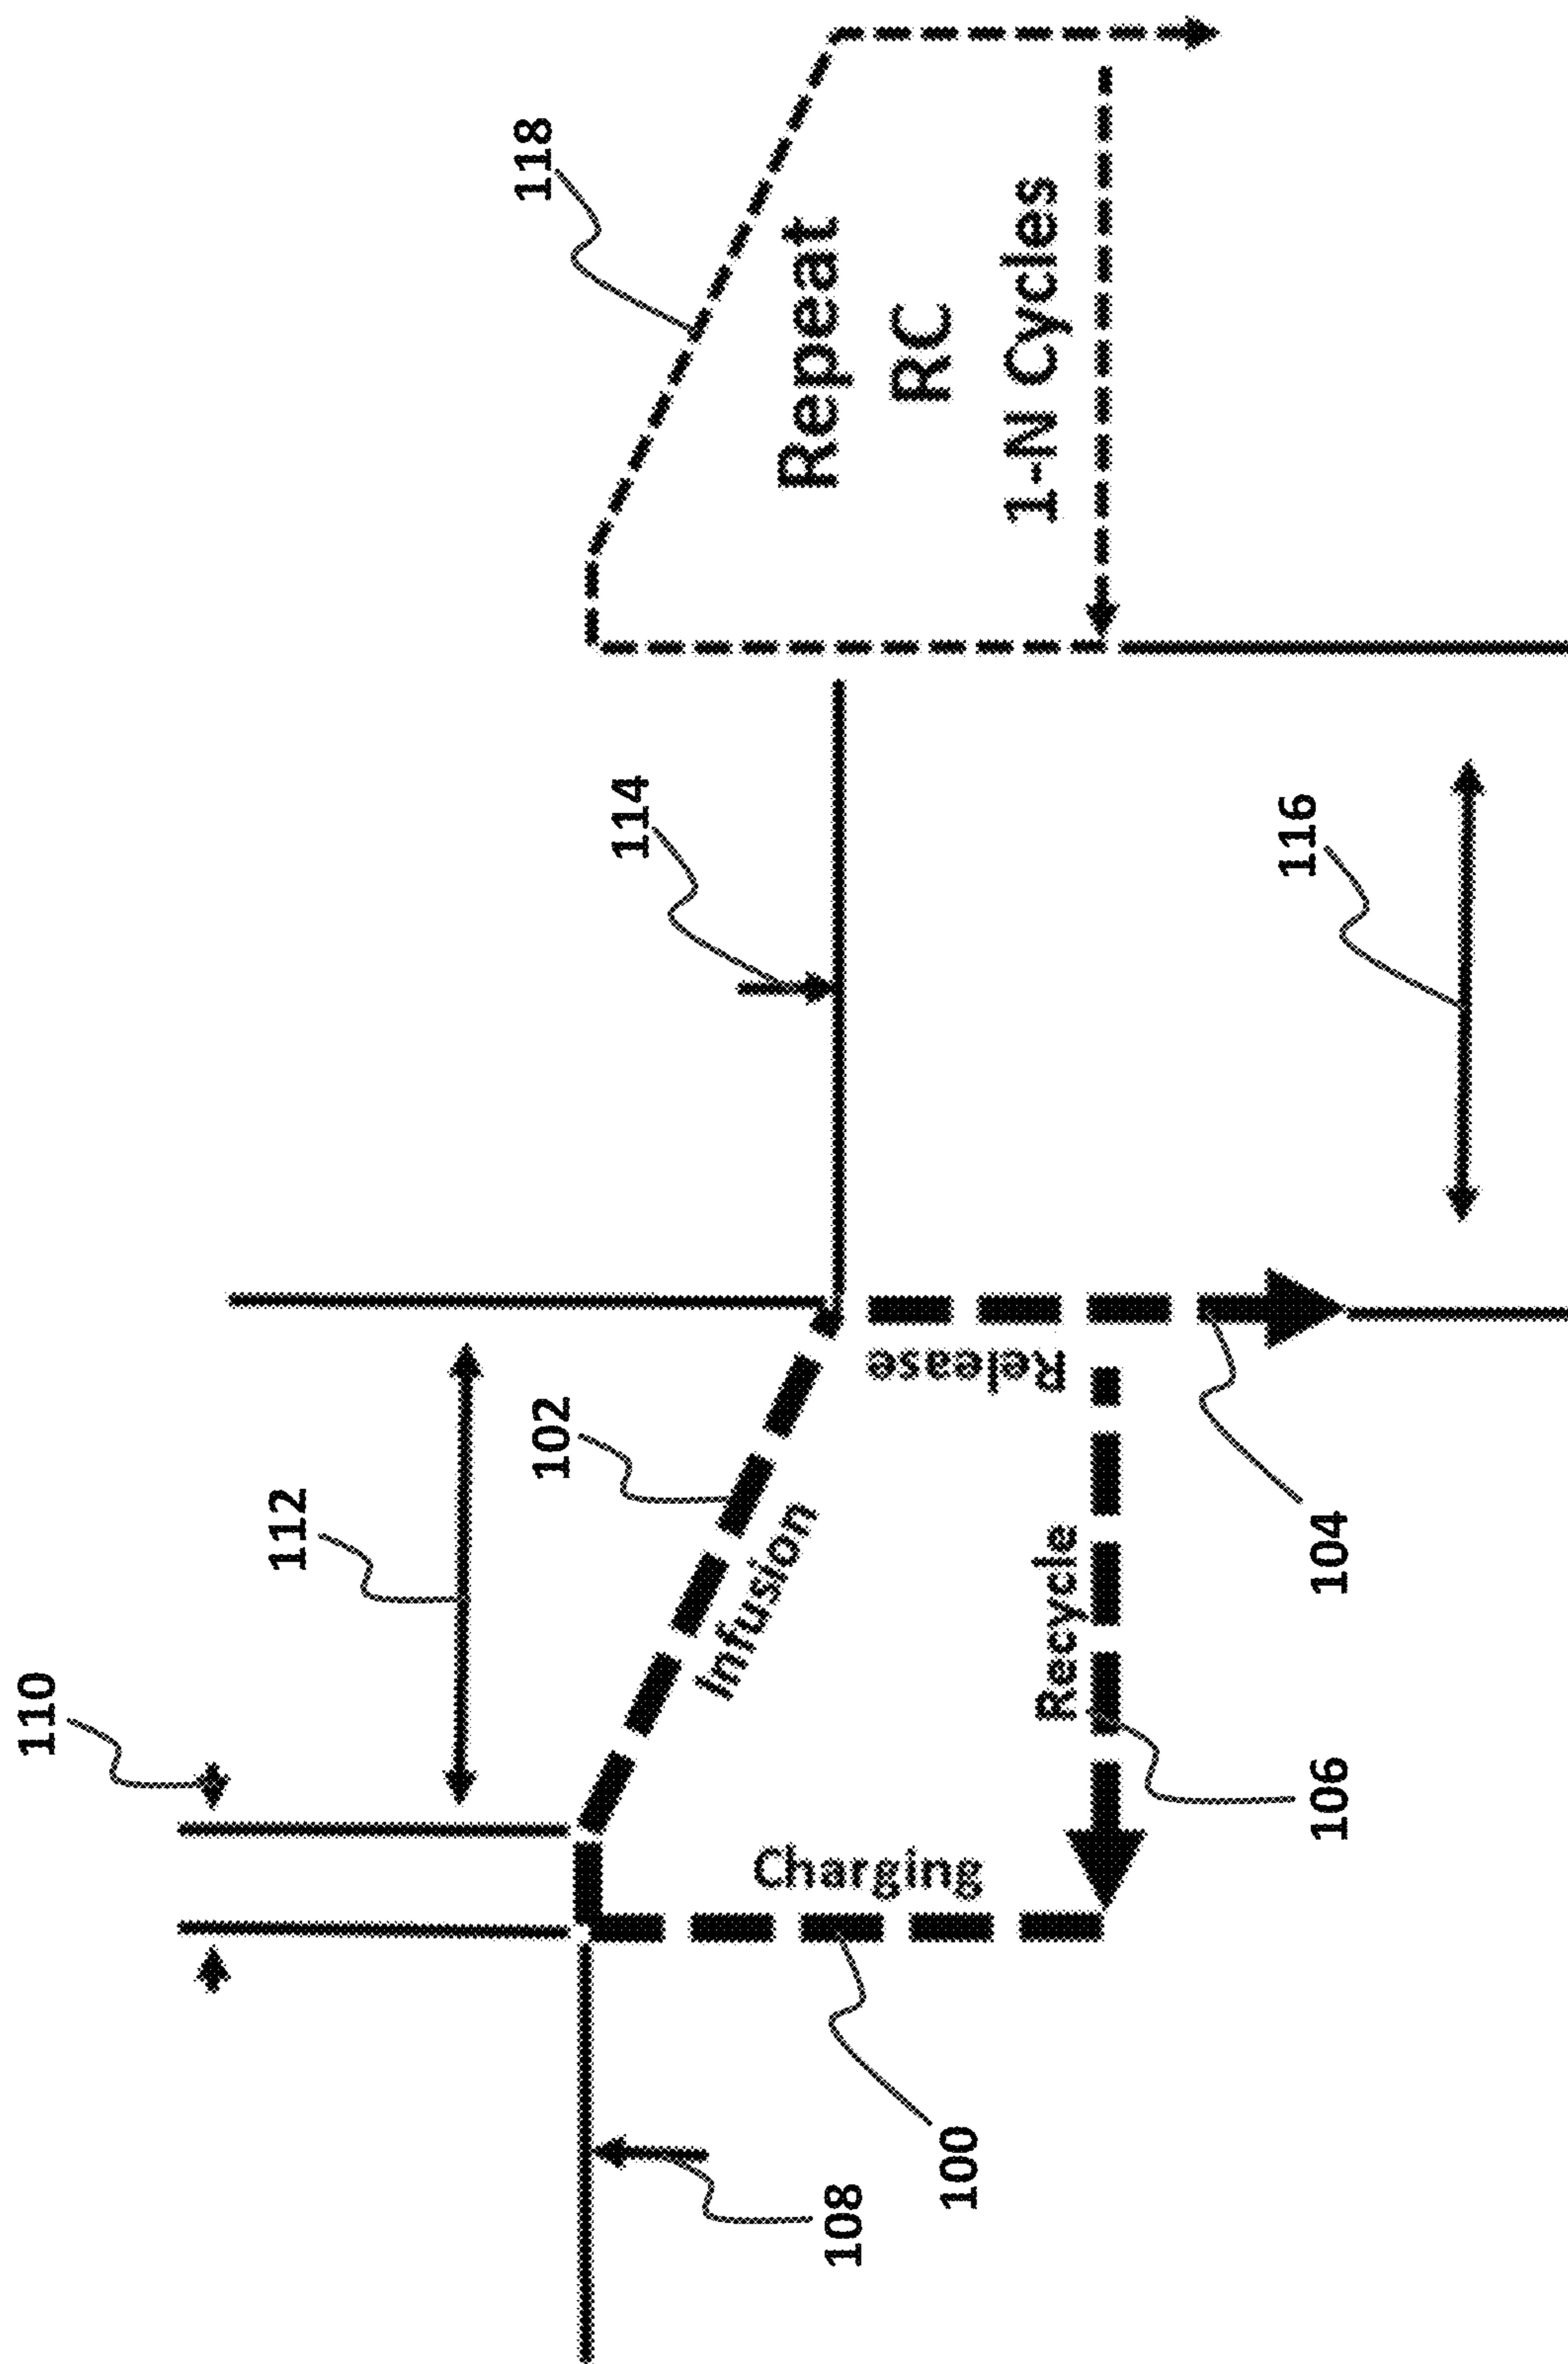 110
112
102
Infusion
Charging
Release
Recycle
108
100
106
104
114
116
118
Repeat
RC
1-N Cycles